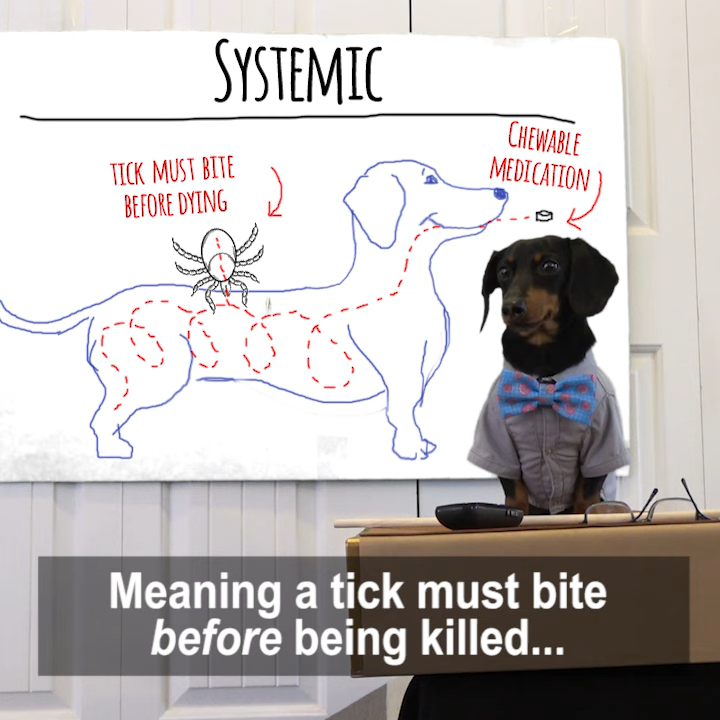 SYSTEMIC
TICK MUST BITE
BEFORE DYING
CHEWABLE
MEDICATION
Meaning a tick must bite
before being killed...